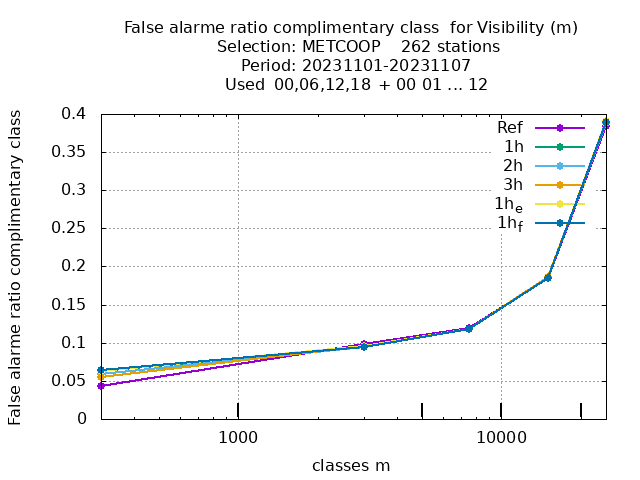 False alarme ratio complimentary class  for Visibility (m)
Selection: METCOOP    262 stations
Period: 20231101-20231107
Used  00,06,12,18 + 00 01 ... 12
False alarme ratio complimentary class
0.4
0.35
0.3
0.25
0.2
0.15
0.1
0.05
0
Ref
1h
2h
3h
1h_e
1h_f
1000
10000
classes m